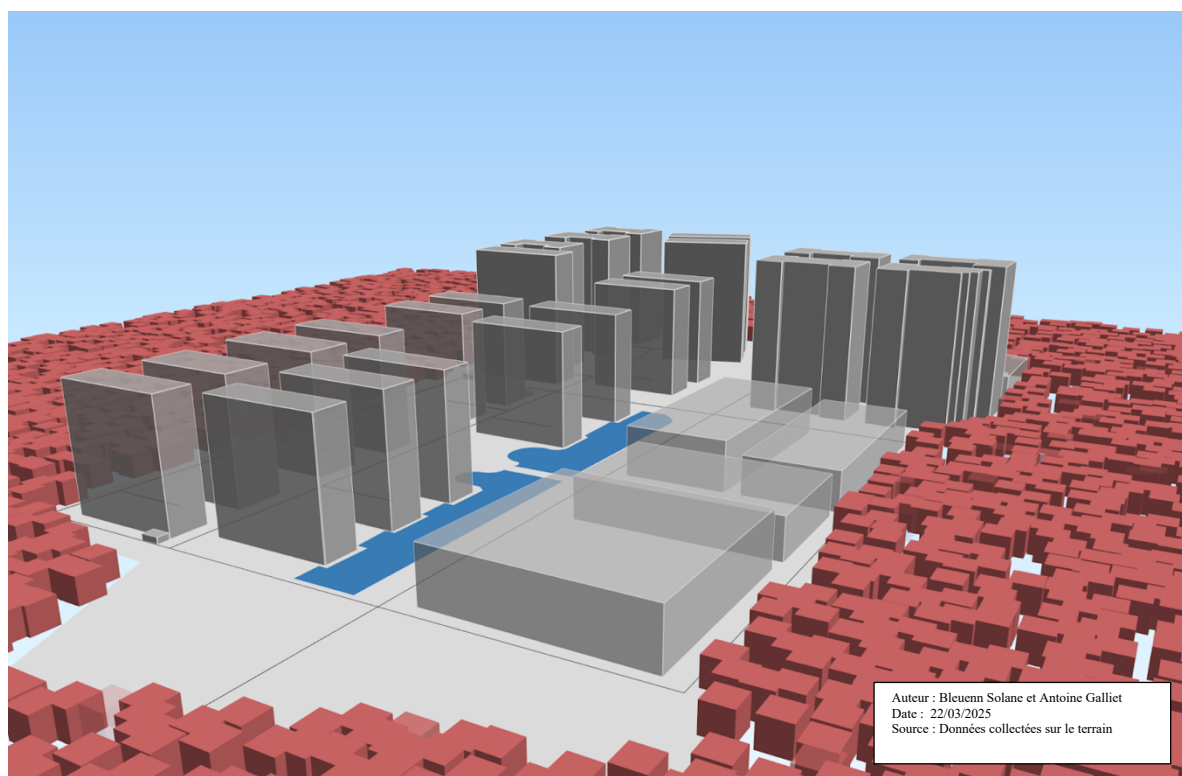 Auteur : Bleuenn Solane et Antoine Galliet
Date : 22/03/2025
Source : Données collectées sur le terrain